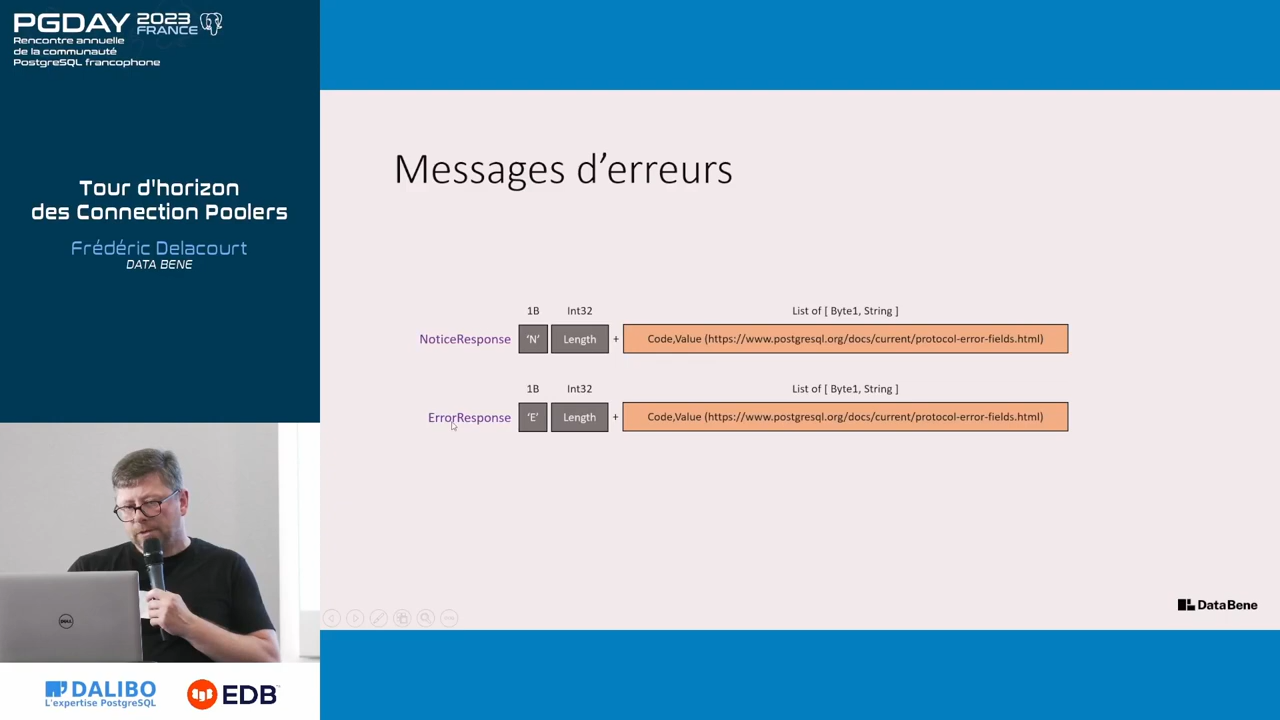 PGDAY 2023 FRANCE
Rencontre annuelle
de la communauté
PostgreSQL francophone
Tour d'horizon
des Connection Poolers
Frédéric Delacourt
DATA BENE
DELL
DALIBO
L'expertise PostgreSQL
EDB
Messages d’erreurs
1B Int32 List of [ Byte1, String ]
NoticeResponse ‘N’ Length + Code,Value (https://www.postgresql.org/docs/current/protocol-error-fields.html)
1B Int32 List of [ Byte1, String ]
ErrorResponse ‘E’ Length + Code,Value (https://www.postgresql.org/docs/current/protocol-error-fields.html)
Data Bene